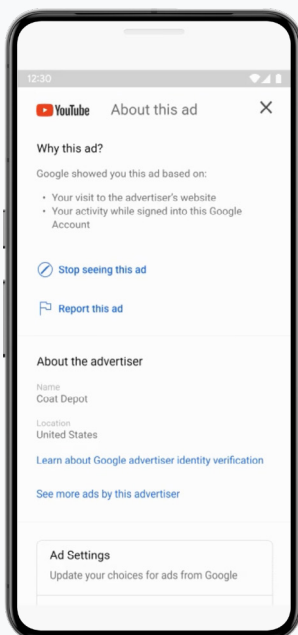 12:30
YouTube About this ad
Why this ad?
Google showed you this ad based on:
• Your visit to the advertiser's website
• Your activity while signed into this Google
Account
Stop seeing this ad
Report this ad
About the advertiser
Name
Coat Depot
Location
United States
Learn about Google advertiser identity verification
See more ads by this advertiser
Ad Settings
Update your choices for ads from Google